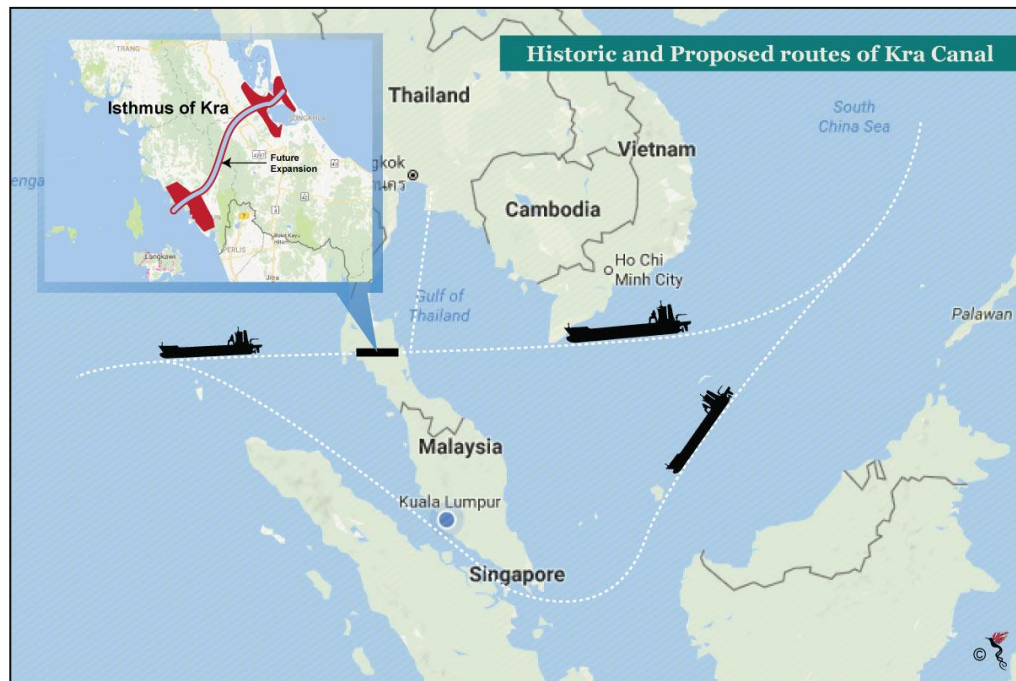 Historic and Proposed routes of Kra Canal
TRANG
Isthmus of Kra
Future
Expansion
PERLIS
Langkawi
Jitra
Thailand
South
China Sea
Vietnam
Cambodia
Ho Chi
Minh City
Gulf of
Thailand
Palawan
Malaysia
Kuala Lumpur
Singapore
©